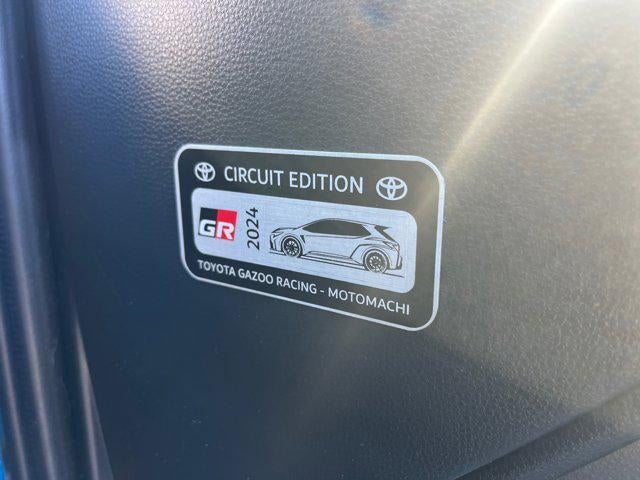 CIRCUIT EDITION
GR
2024
TOYOTA GAZOO RACING - MOTOMACHI